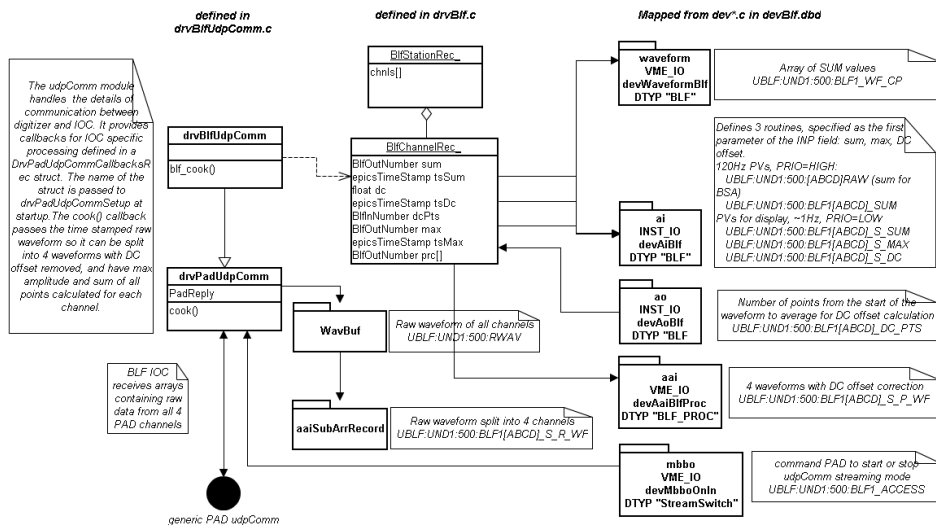 defined in
drvBlfUdpComm.c
defined in drvBlf.c
Mapped from dev*.c in devBlf.dbd
The udpComm module
handles the details of
communication between
digitizer and IOC. It provides
callbacks for IOC specific
processing defined in a
DrvPadUdpCommCallbacksR
ec struct. The name of the
struct is passed to
drvPadUdpCommSetup at
startup.The cook() callback
passes the time stamped raw
waveform so it can be split
into 4 waveforms with DC
offset removed, and have max
amplitude and sum of all
points calculated for each
channel.
drvBlfUdpComm
blf_cook()
drvPadUdpComm
PadReply
cook()
BLF IOC
receives arrays
containing raw
data from all 4
PAD channels
generic PAD udpComm
BlfStationRec_
chnls[]
BlfChannelRec_
BlfOutNumber sum
epicsTimeStamp tsSum
float dc
epicsTimeStamp tsDc
BlfInNumber dcPts
BlfOutNumber max
epicsTimeStamp tsMax
BlfOutNumber prc[]
WavBuf
Raw waveform of all channels
UBLF:UND1:500:RWAV
aaiSubArrRecord
Raw waveform split into 4 channels
UBLF:UND1:500:BLF1[ABCD]_S_R_WF
waveform
VME_IO
devWaveformBlf
DTYP "BLF"
Array of SUM values
UBLF:UND1:500:BLF1_WF_CP
ai
INST_IO
devAiBlf
DTYP "BLF"
Defines 3 routines, specified as the first
parameter of the INP field: sum, max, DC
offset.
120Hz PVs, PRIO=HIGH:
UBLF:UND1:500:[ABCD]RAW (sum for
BSA)
UBLF:UND1:500:BLF1[ABCD]_SUM
PVs for display, ~1Hz, PRIO=LOW
UBLF:UND1:500:BLF1[ABCD]_S_SUM
UBLF:UND1:500:BLF1[ABCD]_S_MAX
UBLF:UND1:500:BLF1[ABCD]_S_DC
ao
INST_IO
devAoBlf
DTYP "BLF
Number of points from the start of the
waveform to average for DC offset calculation
UBLF:UND1:500:BLF1[ABCD]_DC_PTS
aai
VME_IO
devAaiBlfProc
DTYP "BLF_PROC"
4 waveforms with DC offset correction
UBLF:UND1:500:BLF1[ABCD]_S_P_WF
mbbo
VME_IO
devMbboOnIn
DTYP "StreamSwitch"
command PAD to start or stop
udpComm streaming mode
UBLF:UND1:500:BLF1_ACCESS